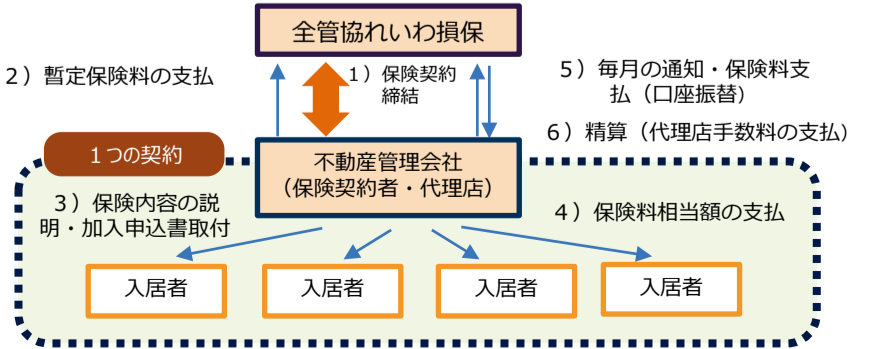 全管協れいわ損保
2）暫定保険料の支払
1）保険契約
締結
5）毎月の通知・保険料支
払（口座振替）
6）精算（代理店手数料の支払）
1つの契約
不動産管理会社
（保険契約者・代理店）
3）保険内容の説
明・加入申込書取付
4）保険料相当額の支払
入居者
入居者
入居者
入居者